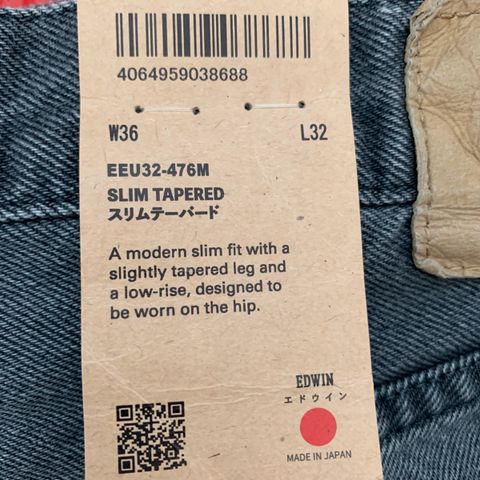 4064959038688
W36 L32
EEU32-476M
SLIM TAPERED
スリムテーパード
A modern slim fit with a
slightly tapered leg and
a low-rise, designed to
be worn on the hip.
EDWIN
エドウイン
MADE IN JAPAN